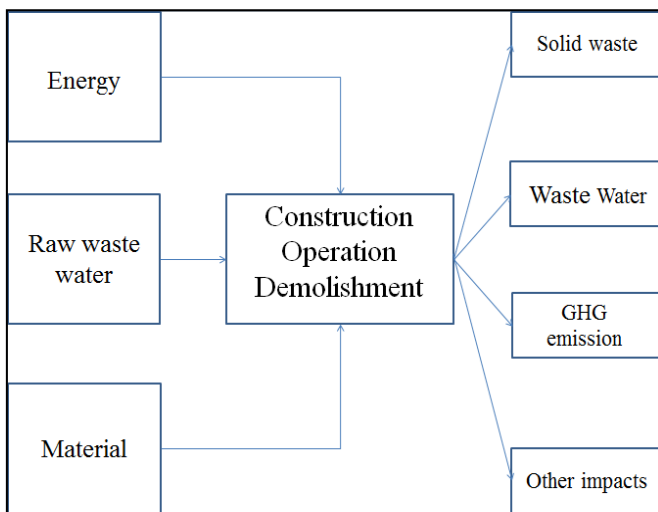 Energy
Raw waste
water
Material
Construction
Operation
Demolishment
Solid waste
Waste Water
GHG
emission
Other impacts